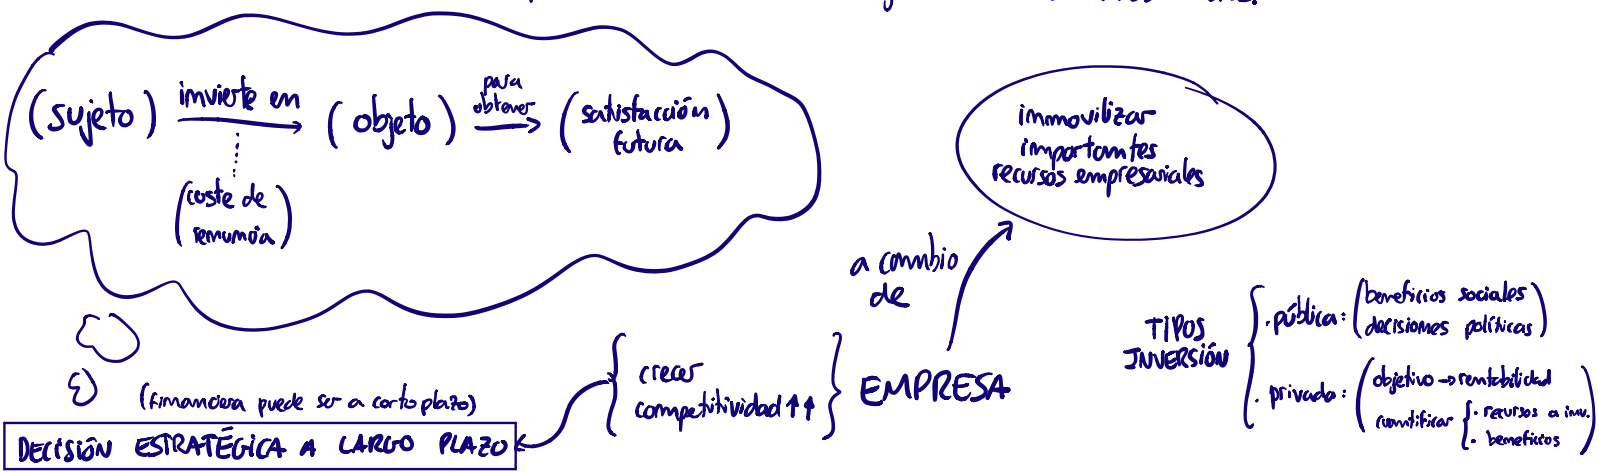 (sujeto) invierte en (objeto) para obtener (satisfacción
futura)
(coste de
renuncia)
inmovilizar
importantes
recursos empresariales
a cambio
de
TIPOS
INVERSIÓN
. pública: (beneficios sociales
decisiones políticas)
. privada: (objetivo → rentabilidad
cuantificar { · recursos a inv.
· beneficios
{ crecer
competitividad ↑↑ } EMPRESA
(financiera puede ser a corto plazo)
DECISIÓN ESTRATÉGICA A LARGO PLAZO